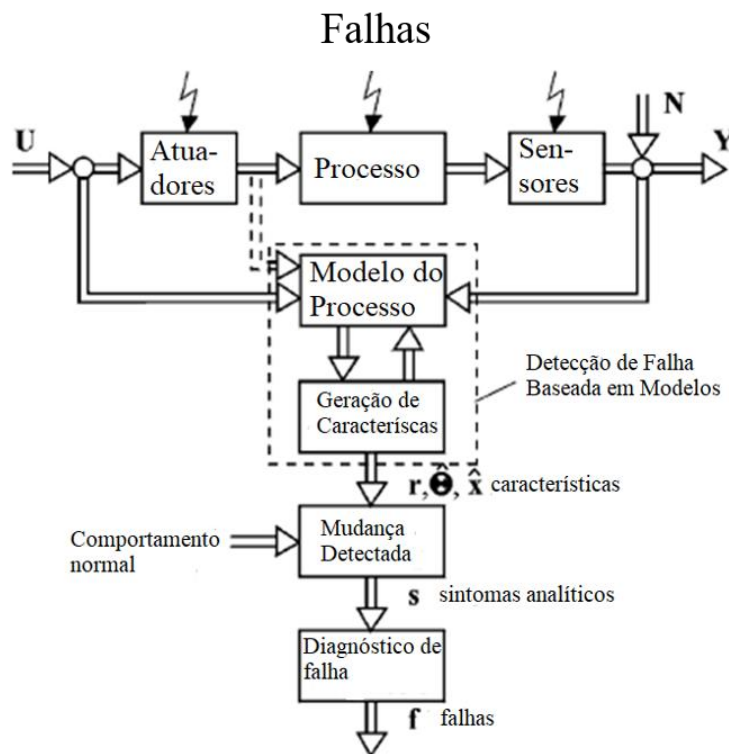 Falhas
U
Atua-
dores
Processo
Sen-
sores
N
Y
Modelo do
Processo
Detecção de Falha
Baseada em Modelos
Geração de
Caracteríscas
r, Θ̂, x̂ característícas
Comportamento
normal
Mudança
Detectada
s sintomas analíticos
Diagnóstico de
falha
f falhas